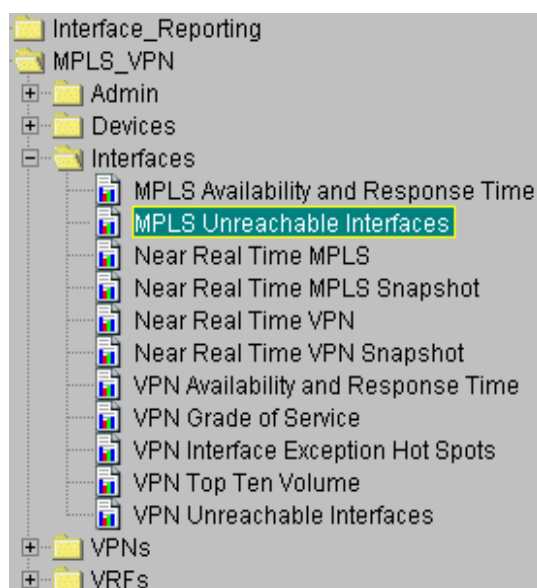 Interface_Reporting
MPLS_VPN
Admin
Devices
Interfaces
MPLS Availability and Response Time
MPLS Unreachable Interfaces
Near Real Time MPLS
Near Real Time MPLS Snapshot
Near Real Time VPN
Near Real Time VPN Snapshot
VPN Availability and Response Time
VPN Grade of Service
VPN Interface Exception Hot Spots
VPN Top Ten Volume
VPN Unreachable Interfaces
VPNs
VRFs